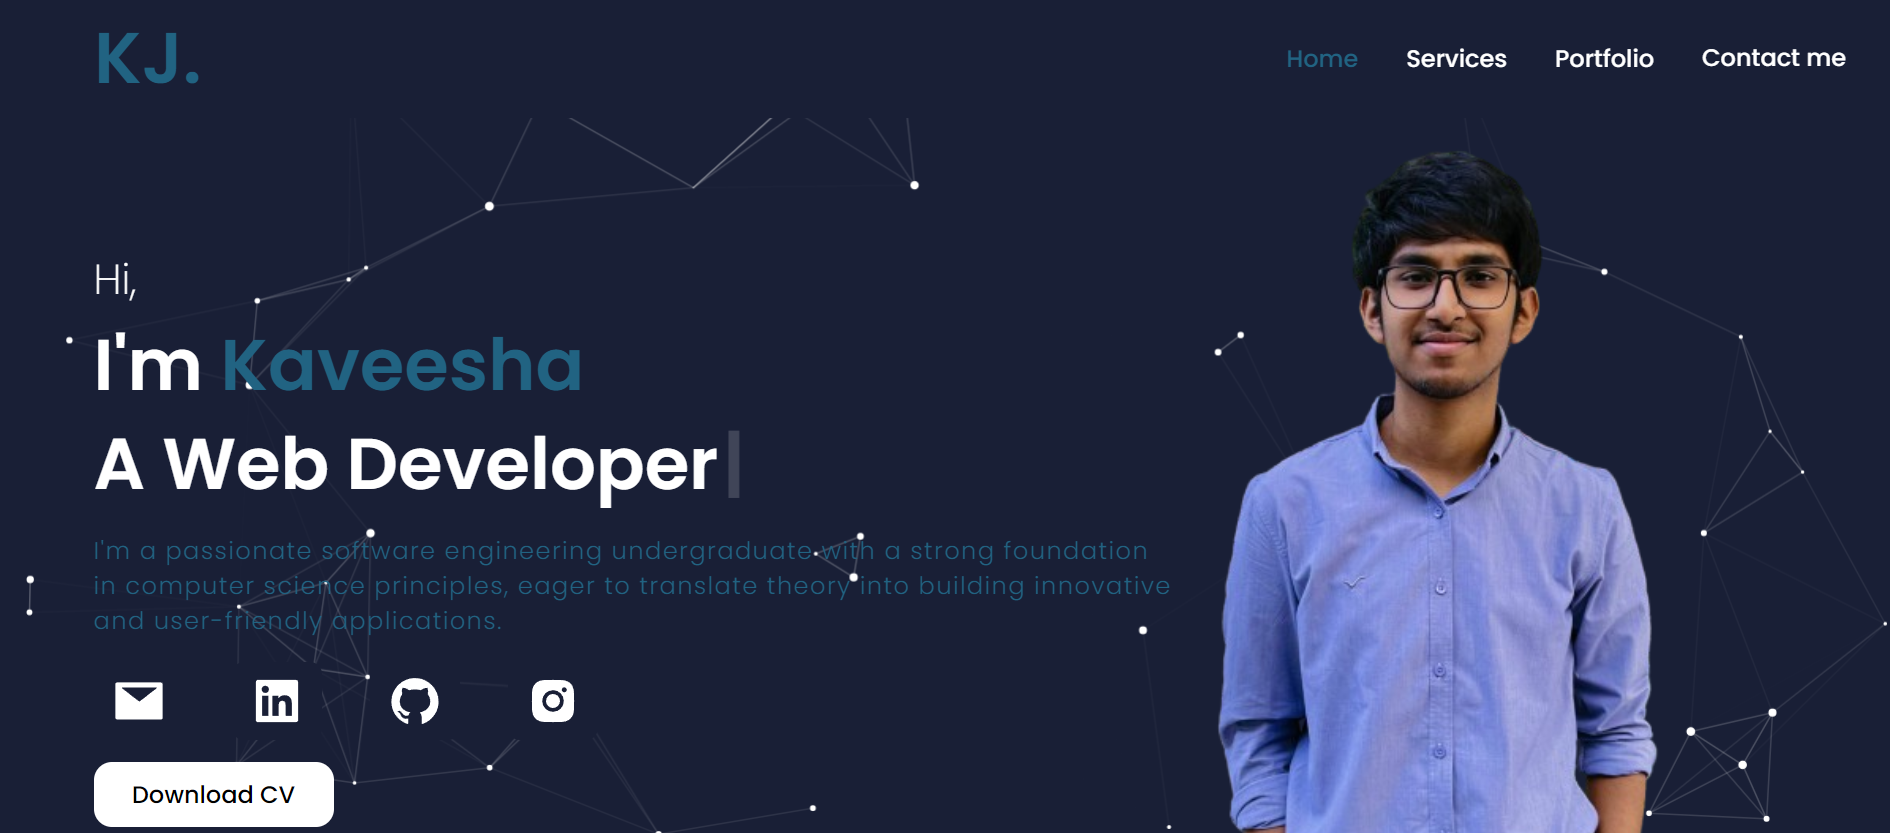 KJ.
Home Services Portfolio Contact me
Hi,
I'm Kaveesha
A Web Developer
I'm a passionate software engineering undergraduate with a strong foundation
in computer science principles, eager to translate theory into building innovative
and user-friendly applications.
in
Download CV